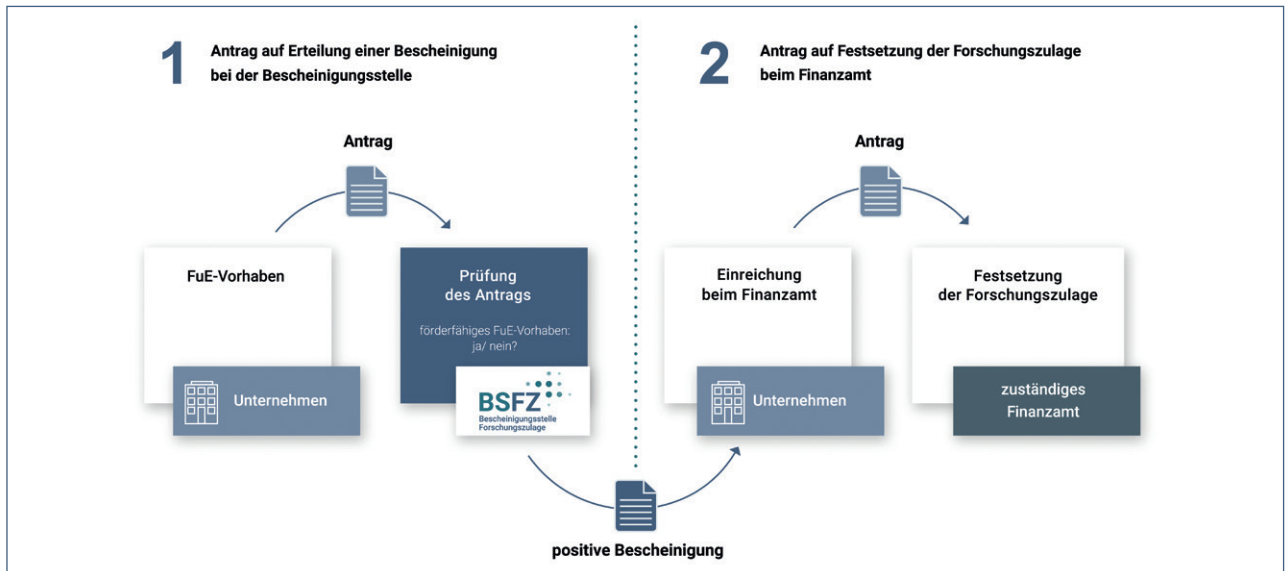 1
Antrag auf Erteilung einer Bescheinigung
bei der Bescheinigungsstelle
Antrag
FuE-Vorhaben
Unternehmen
Prüfung
des Antrags
förderfähiges FuE-Vorhaben:
ja/ nein?
BSFZ
Bescheinigungsstelle
Forschungszulage
positive Bescheinigung
2
Antrag auf Festsetzung der Forschungszulage
beim Finanzamt
Antrag
Einreichung
beim Finanzamt
Unternehmen
Festsetzung
der Forschungszulage
zuständiges
Finanzamt